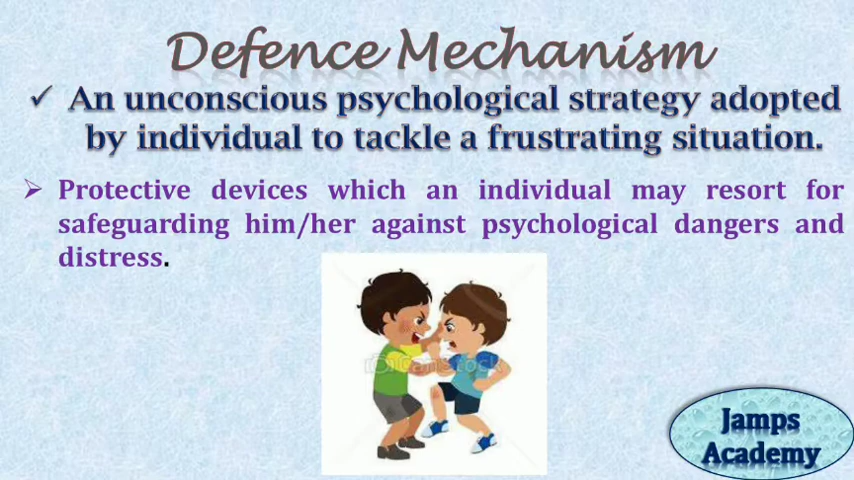 Defence Mechanism
✓ An unconscious psychological strategy adopted
by individual to tackle a frustrating situation.
➢ Protective devices which an individual may resort for
safeguarding him/her against psychological dangers and
distress.
iCanStock
Jamps
Academy